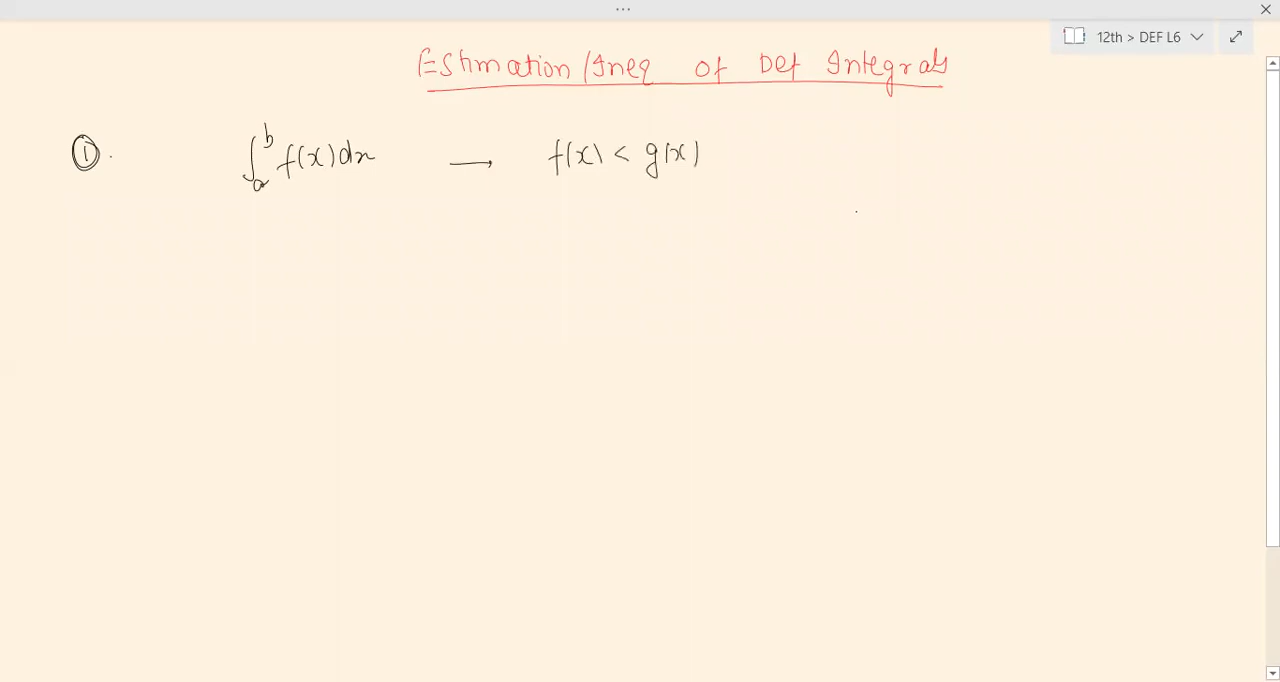 ...
12th > DEF L6
Estimation/Ineq of Def Integrals
① ∫_a^b f(x)dx → f(x) < g(x)